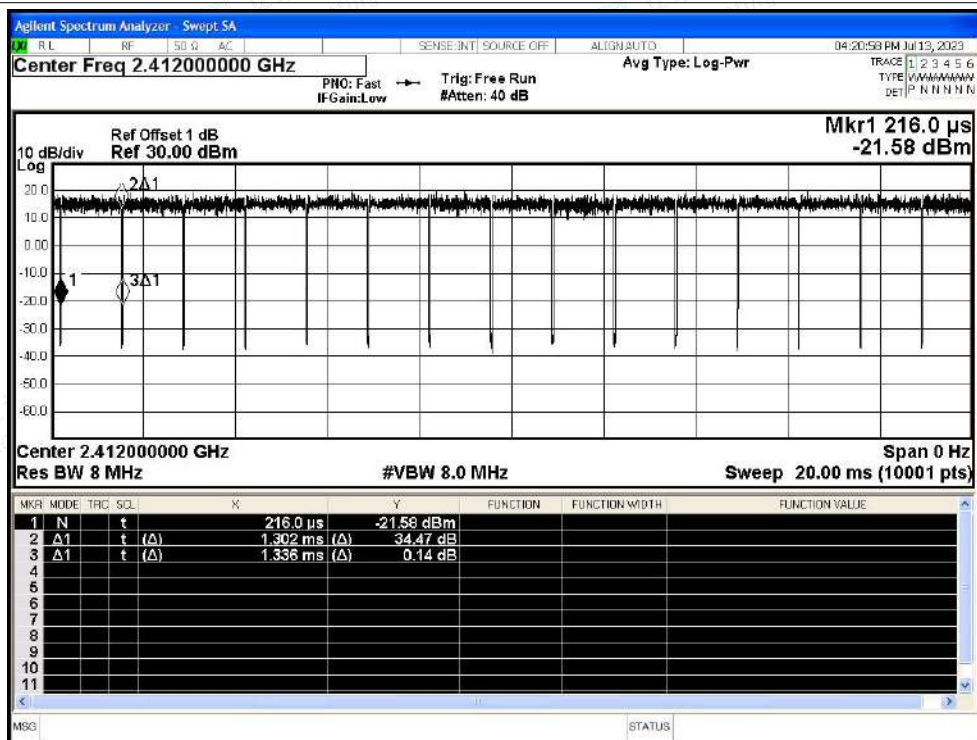 Agilent Spectrum Analyzer - Swept SA
LXI RL RF 50 Ω AC SENSE:INT SOURCE OFF ALIGN AUTO 04:20:58 PM Jul 13, 2023
Center Freq 2.412000000 GHz
PNO: Fast
IFGain:Low
Trig: Free Run
#Atten: 40 dB
Avg Type: Log-Pwr
TRACE 1 2 3 4 5 6
TYPE
DET P N N N N N
Ref Offset 1 dB
10 dB/div Ref 30.00 dBm
Log
Mkr1 216.0 µs
-21.58 dBm
20.0
10.0
0.00
-10.0
-20.0
-30.0
-40.0
-50.0
-60.0
2Δ1
1
3Δ1
Center 2.412000000 GHz Span 0 Hz
Res BW 8 MHz #VBW 8.0 MHz Sweep 20.00 ms (10001 pts)
MKR MODE TRC SCL X Y FUNCTION FUNCTION WIDTH FUNCTION VALUE
1 N t 216.0 µs -21.58 dBm
2 Δ1 t (Δ) 1.302 ms (Δ) 34.47 dB
3 Δ1 t (Δ) 1.336 ms (Δ) 0.14 dB
4
5
6
7
8
9
10
11
MSG STATUS